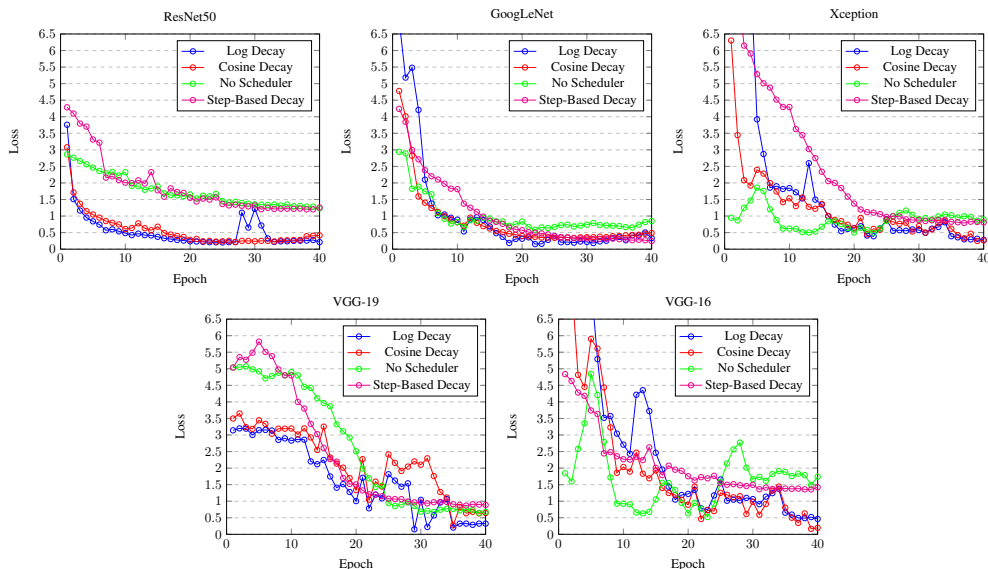 ResNet50
6.5
6
5.5
5
4.5
4
3.5
3
2.5
2
1.5
1
0.5
0
Loss
Log Decay
Cosine Decay
No Scheduler
Step-Based Decay
0 10 20 30 40
Epoch
GoogLeNet
6.5
6
5.5
5
4.5
4
3.5
3
2.5
2
1.5
1
0.5
0
Loss
Log Decay
Cosine Decay
No Scheduler
Step-Based Decay
0 10 20 30 40
Epoch
Xception
6.5
6
5.5
5
4.5
4
3.5
3
2.5
2
1.5
1
0.5
0
Loss
Log Decay
Cosine Decay
No Scheduler
Step-Based Decay
0 10 20 30 40
Epoch
VGG-19
6.5
6
5.5
5
4.5
4
3.5
3
2.5
2
1.5
1
0.5
0
Loss
Log Decay
Cosine Decay
No Scheduler
Step-Based Decay
0 10 20 30 40
Epoch
VGG-16
6.5
6
5.5
5
4.5
4
3.5
3
2.5
2
1.5
1
0.5
0
Loss
Log Decay
Cosine Decay
No Scheduler
Step-Based Decay
0 10 20 30 40
Epoch